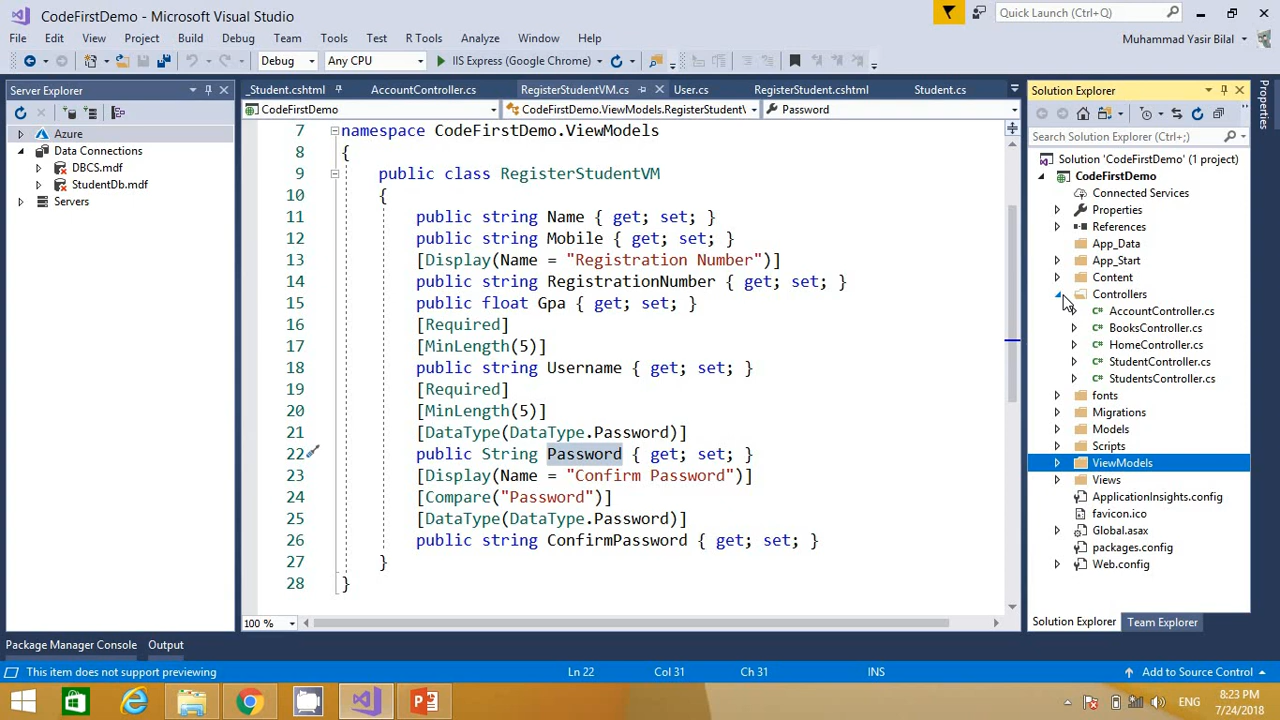 CodeFirstDemo - Microsoft Visual Studio
Quick Launch (Ctrl+Q)
File Edit View Project Build Debug Team Tools Test R Tools Analyze Window Help
Muhammad Yasir Bilal
Debug Any CPU IIS Express (Google Chrome)
Server Explorer
Azure
Data Connections
DBCS.mdf
StudentDb.mdf
Servers
_Student.cshtml AccountController.cs RegisterStudentVM.cs User.cs RegisterStudent.cshtml Student.cs
CodeFirstDemo CodeFirstDemo.ViewModels.RegisterStudent Password
7 namespace CodeFirstDemo.ViewModels
8 {
9 public class RegisterStudentVM
10 {
11 public string Name { get; set; }
12 public string Mobile { get; set; }
13 [Display(Name = "Registration Number")]
14 public string RegistrationNumber { get; set; }
15 public float Gpa { get; set; }
16 [Required]
17 [MinLength(5)]
18 public string Username { get; set; }
19 [Required]
20 [MinLength(5)]
21 [DataType(DataType.Password)]
22 public String Password { get; set; }
23 [Display(Name = "Confirm Password")]
24 [Compare("Password")]
25 [DataType(DataType.Password)]
26 public string ConfirmPassword { get; set; }
27 }
28 }
100 %
Solution Explorer
Search Solution Explorer (Ctrl+;)
Solution 'CodeFirstDemo' (1 project)
CodeFirstDemo
Connected Services
Properties
References
App_Data
App_Start
Content
Controllers
C# AccountController.cs
C# BooksController.cs
C# HomeController.cs
C# StudentController.cs
C# StudentsController.cs
fonts
Migrations
Models
Scripts
ViewModels
Views
ApplicationInsights.config
favicon.ico
Global.asax
packages.config
Web.config
Solution Explorer Team Explorer
Properties
Package Manager Console Output
This item does not support previewing Ln 22 Col 31 Ch 31 INS Add to Source Control
ENG
8:23 PM
7/24/2018